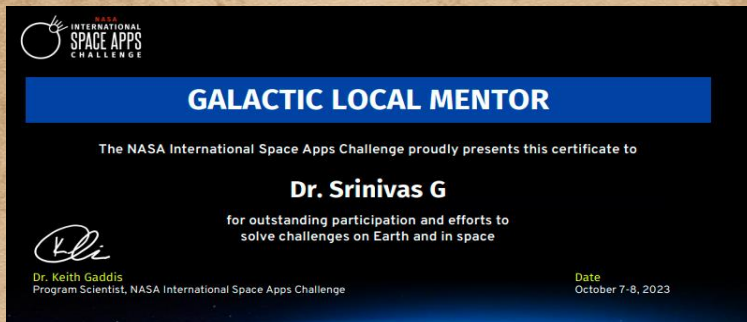 NASA
INTERNATIONAL
SPACE APPS
CHALLENGE
GALACTIC LOCAL MENTOR
The NASA International Space Apps Challenge proudly presents this certificate to
Dr. Srinivas G
for outstanding participation and efforts to
solve challenges on Earth and in space
Dr. Keith Gaddis
Program Scientist, NASA International Space Apps Challenge
Date
October 7-8, 2023